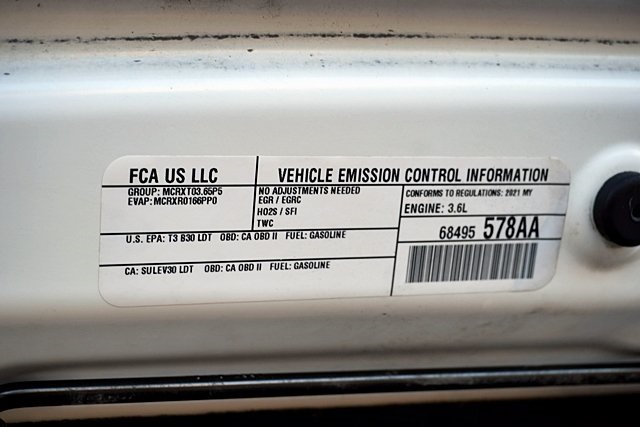 FCA US LLC
GROUP: MCRXT03.65P5
EVAP: MCRXR0166PP0
VEHICLE EMISSION CONTROL INFORMATION
NO ADJUSTMENTS NEEDED
EGR / EGRC
HO2S / SFI
TWC
CONFORMS TO REGULATIONS: 2021 MY
ENGINE: 3.6L
68495 578AA
U.S. EPA: T3 B30 LDT OBD: CA OBD II FUEL: GASOLINE
CA: SULEV30 LDT OBD: CA OBD II FUEL: GASOLINE